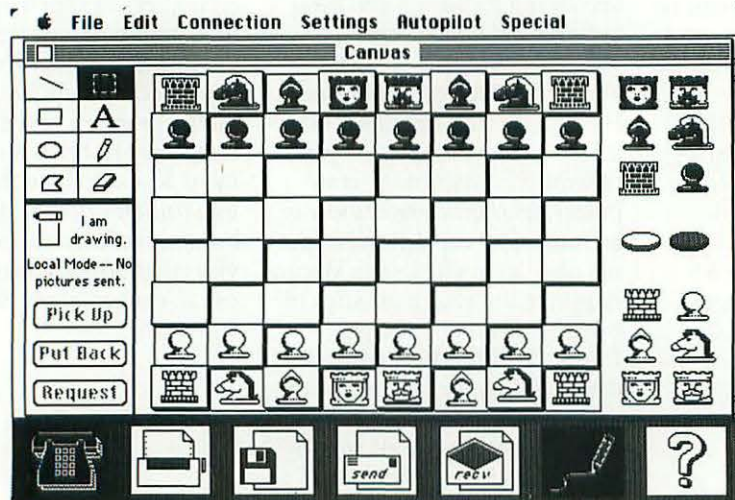 File Edit Connection Settings Autopilot Special
Canvas
A
I am
drawing.
Local Mode-- No
pictures sent.
Pick Up
Put Back
Request
send
recv
?